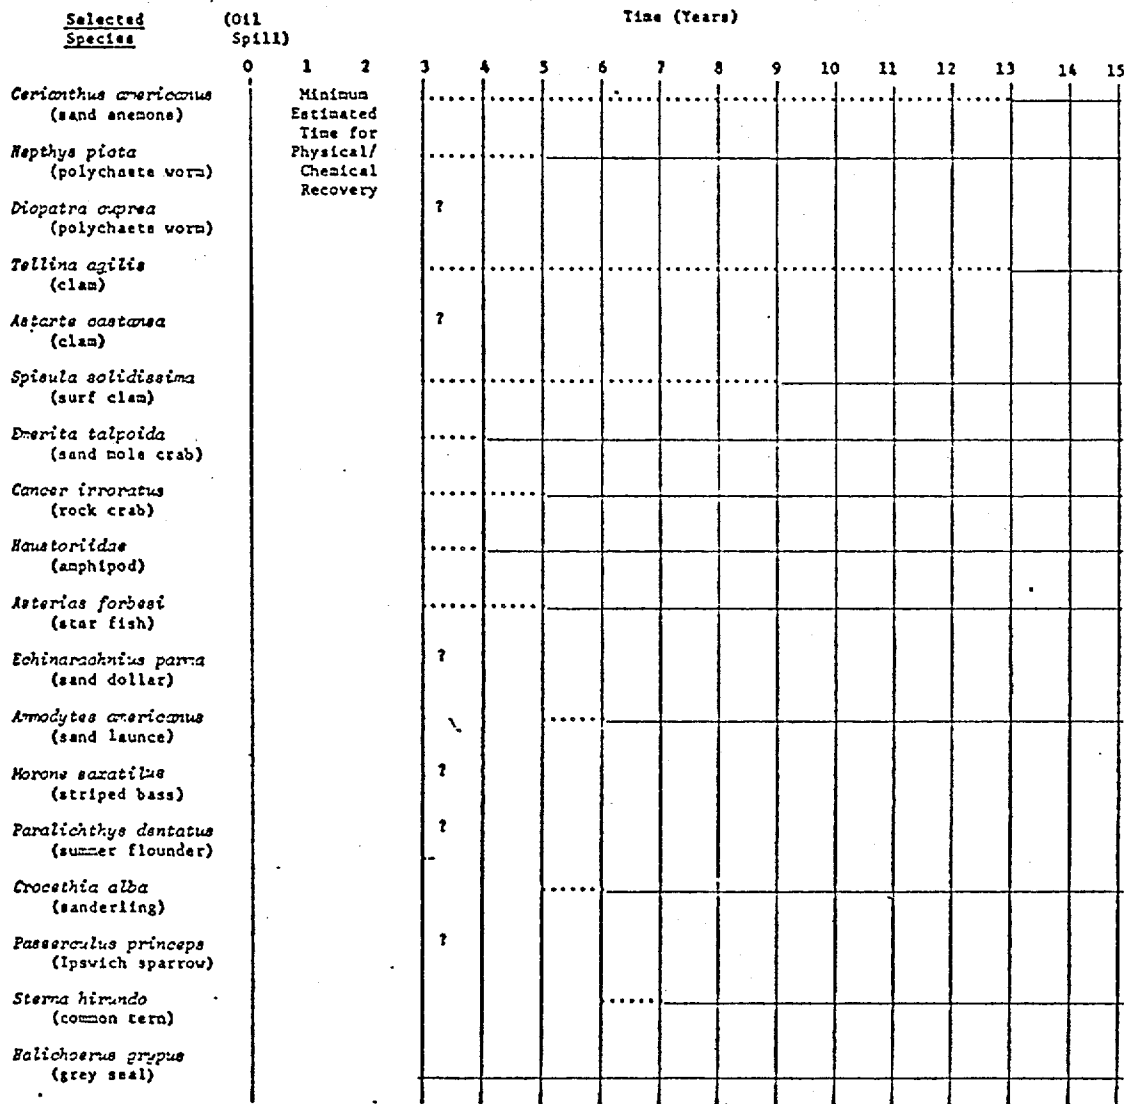 Selected (Oil Time (Years)
Species Spill)
0 1 2 3 4 5 6 7 8 9 10 11 12 13 14 15
Cerianthus americanus Minimum
(sand anemone) Estimated
Time for
Nepthys picta Physical/
(polychaete worm) Chemical
Recovery
Diopatra cuprea ?
(polychaete worm)
Tellina agilis
(clam)
Astarte castanea ?
(clam)
Spisula solidissima
(surf clam)
Emerita talpoida
(sand mole crab)
Cancer irroratus
(rock crab)
Haustoriidae
(amphipod)
Asterias forbesi
(star fish)
Echinarachnius parma ?
(sand dollar)
Ammodytes americanus
(sand launce)
Morone saxatilus ?
(striped bass)
Paralichthys dentatus ?
(summer flounder)
Crocethia alba
(sanderling)
Passerculus princeps ?
(Ipswich sparrow)
Sterna hirundo
(common tern)
Halichoerus grypus
(grey seal)